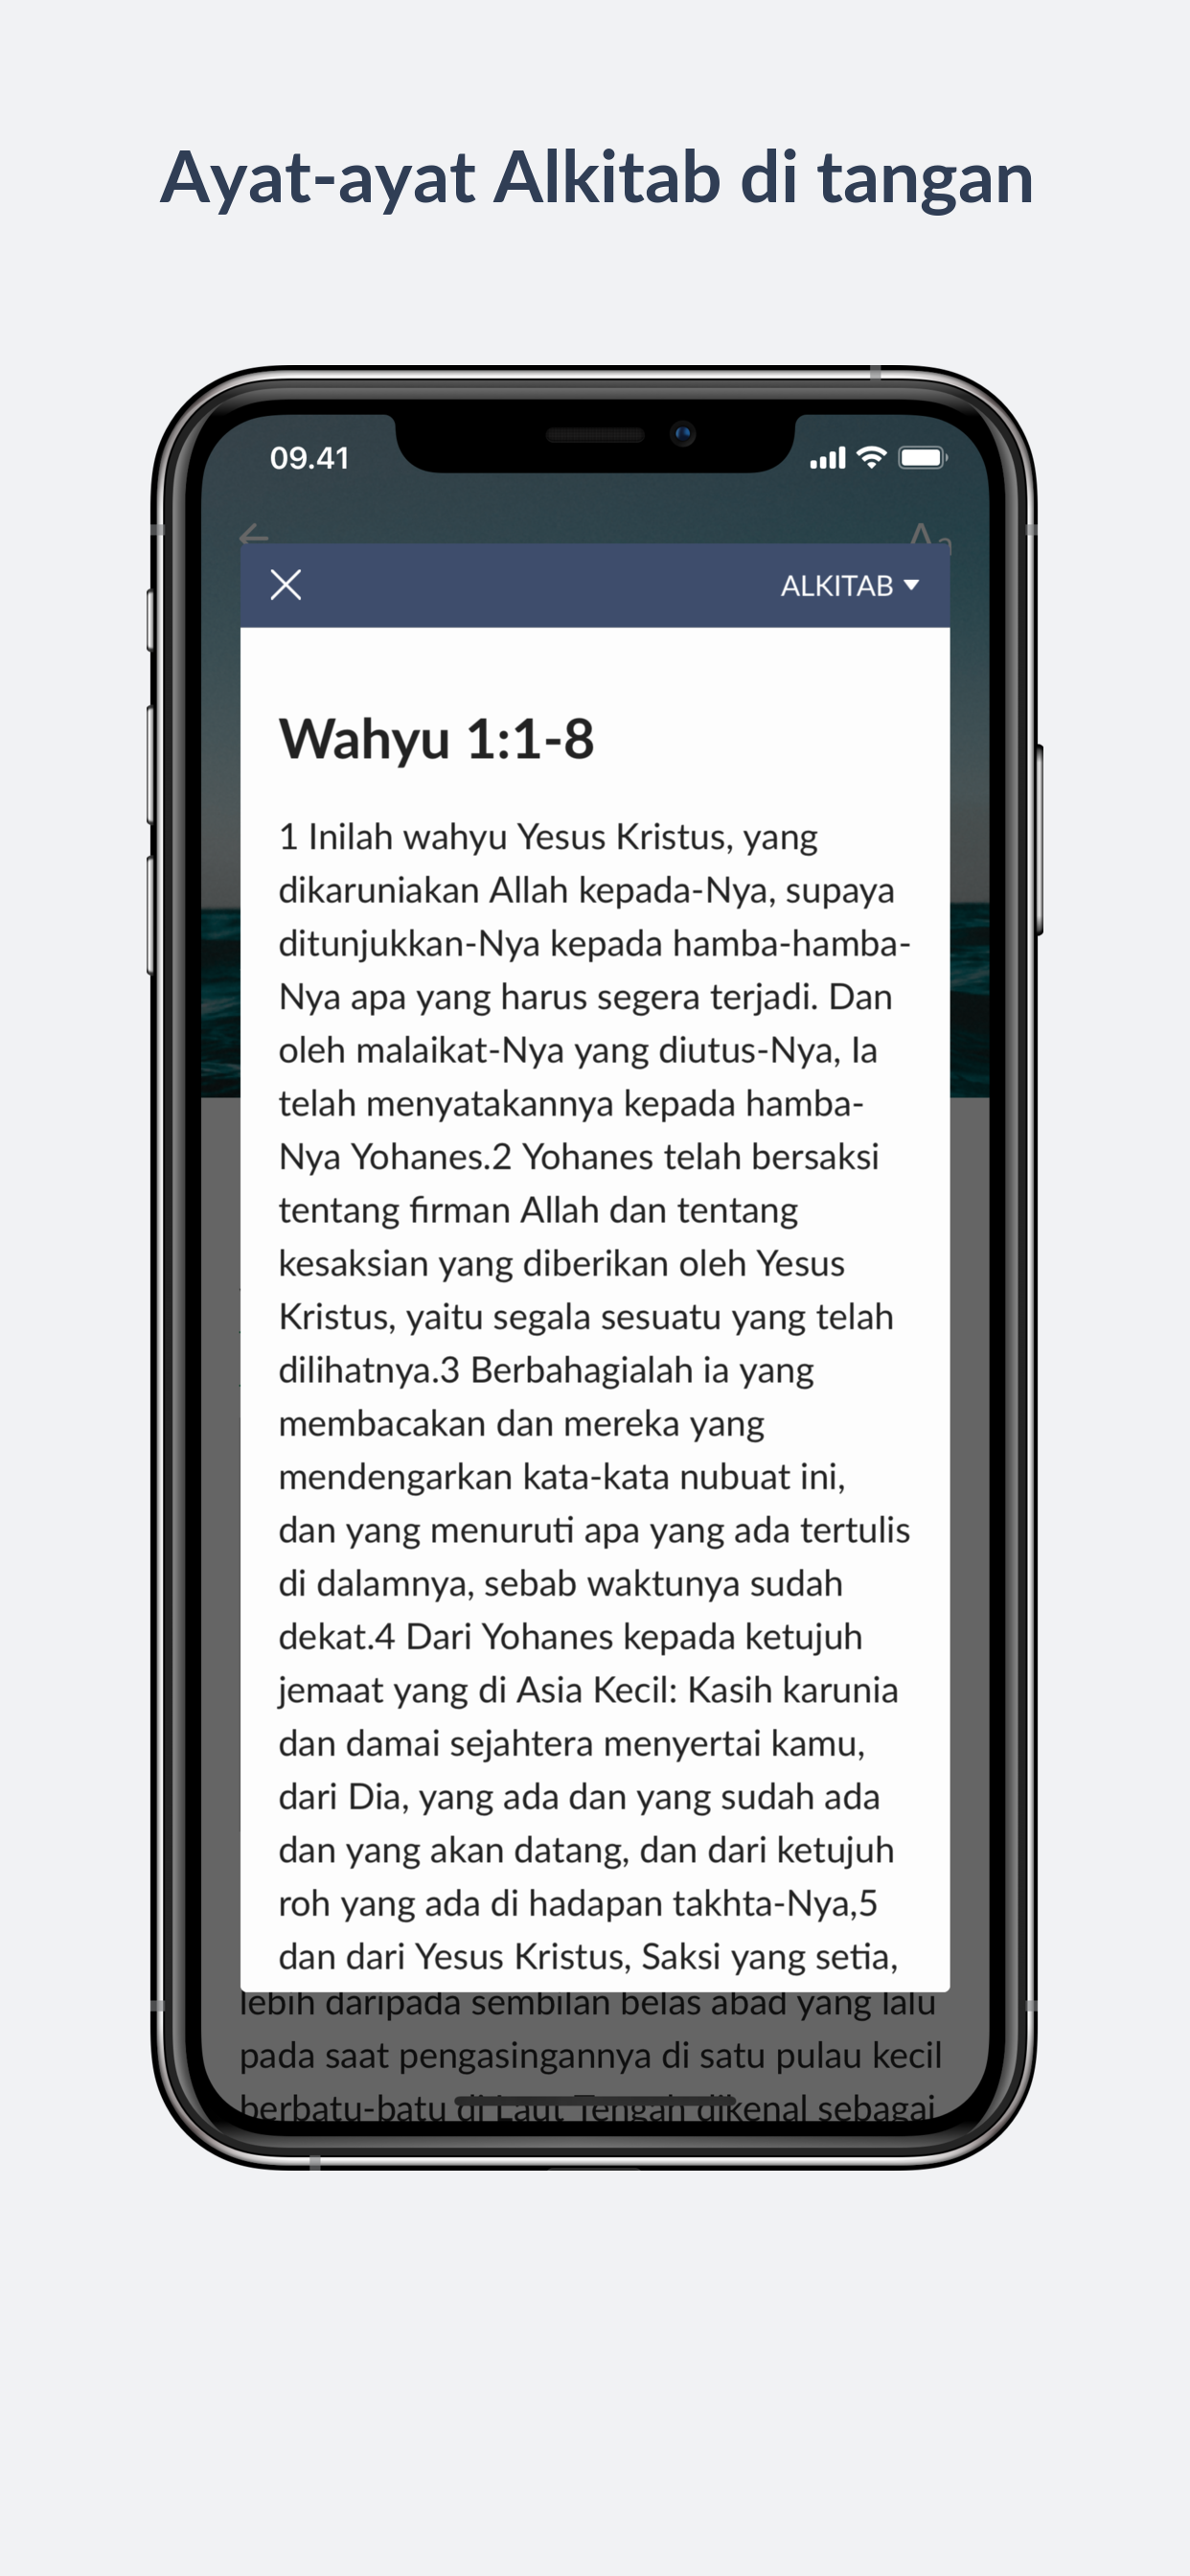 Ayat-ayat Alkitab di tangan
09.41
Aa
ALKITAB
Wahyu 1:1-8
1 Inilah wahyu Yesus Kristus, yang
dikaruniakan Allah kepada-Nya, supaya
ditunjukkan-Nya kepada hamba-hamba-
Nya apa yang harus segera terjadi. Dan
oleh malaikat-Nya yang diutus-Nya, Ia
telah menyatakannya kepada hamba-
Nya Yohanes.2 Yohanes telah bersaksi
tentang firman Allah dan tentang
kesaksian yang diberikan oleh Yesus
Kristus, yaitu segala sesuatu yang telah
dilihatnya.3 Berbahagialah ia yang
membacakan dan mereka yang
mendengarkan kata-kata nubuat ini,
dan yang menuruti apa yang ada tertulis
di dalamnya, sebab waktunya sudah
dekat.4 Dari Yohanes kepada ketujuh
jemaat yang di Asia Kecil: Kasih karunia
dan damai sejahtera menyertai kamu,
dari Dia, yang ada dan yang sudah ada
dan yang akan datang, dan dari ketujuh
roh yang ada di hadapan takhta-Nya,5
dan dari Yesus Kristus, Saksi yang setia,
lebih daripada sembilan belas abad yang lalu
pada saat pengasingannya di satu pulau kecil
berbatu-batu di Laut Tengah dikenal sebagai